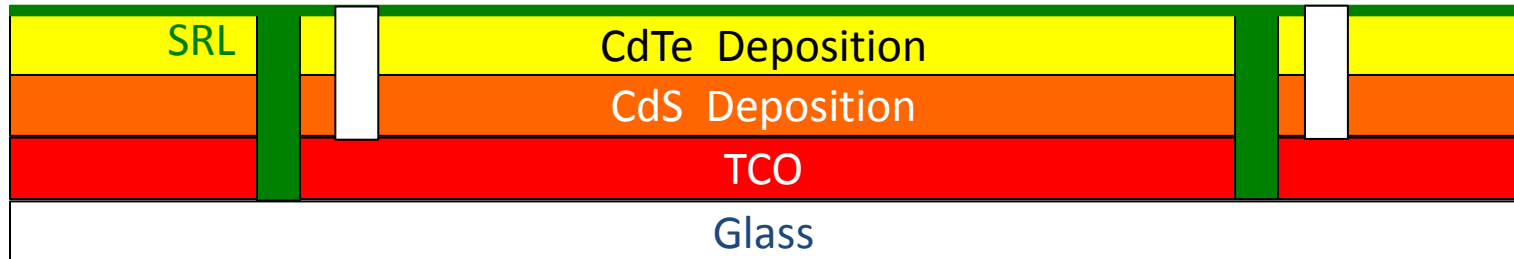 SRL
CdTe Deposition
CdS Deposition
TCO
Glass